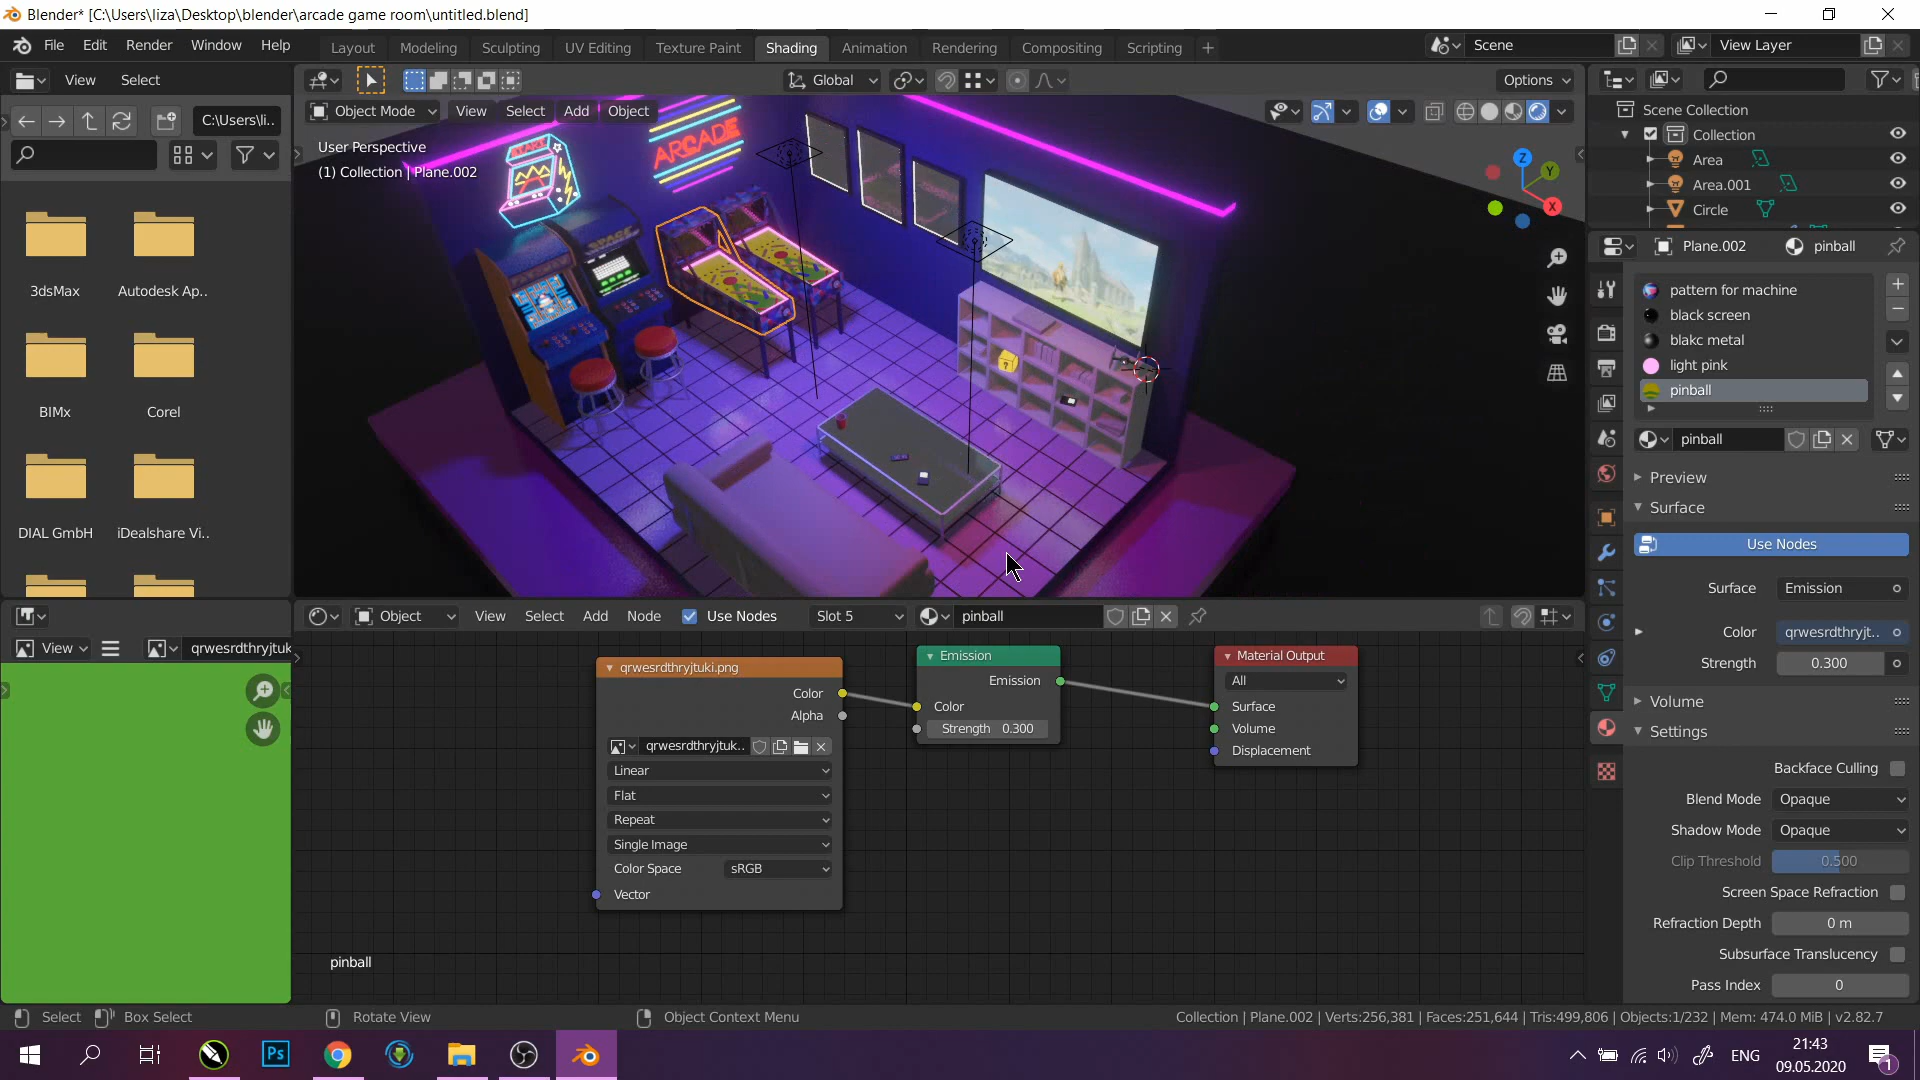 Blender* [C:\Users\liza\Desktop\blender\arcade game room\untitled.blend]
File Edit Render Window Help
Layout Modeling Sculpting UV Editing Texture Paint Shading Animation Rendering Compositing Scripting +
Scene
View Layer
View Select
Global
Options
C:\Users\li..
Object Mode View Select Add Object
User Perspective
(1) Collection | Plane.002
ARCADE
SPACE
3dsMax
Autodesk Ap..
BIMx
Corel
DIAL GmbH
iDealshare Vi..
Z
Y
X
Scene Collection
Collection
Area
Area.001
Circle
Plane.002
pinball
pattern for machine
black screen
blakc metal
light pink
pinball
pinball
Preview
Surface
Use Nodes
Surface Emission
Color qrwesrdthryjt..
Strength 0.300
Volume
Settings
Backface Culling
Blend Mode Opaque
Shadow Mode Opaque
Clip Threshold 0.500
Screen Space Refraction
Refraction Depth 0 m
Subsurface Translucency
Pass Index 0
View
qrwesrdthryjtuk
Object View Select Add Node Use Nodes Slot 5 pinball
qrwesrdthryjtuki.png
Color
Alpha
qrwesrdthryjtuk..
Linear
Flat
Repeat
Single Image
Color Space sRGB
Vector
Emission
Emission
Color
Strength 0.300
Material Output
All
Surface
Volume
Displacement
pinball
Select Box Select Rotate View Object Context Menu
Collection | Plane.002 | Verts:256,381 | Faces:251,644 | Tris:499,806 | Objects:1/232 | Mem: 474.0 MiB | v2.82.7
Ps
ENG
21:43
09.05.2020
1